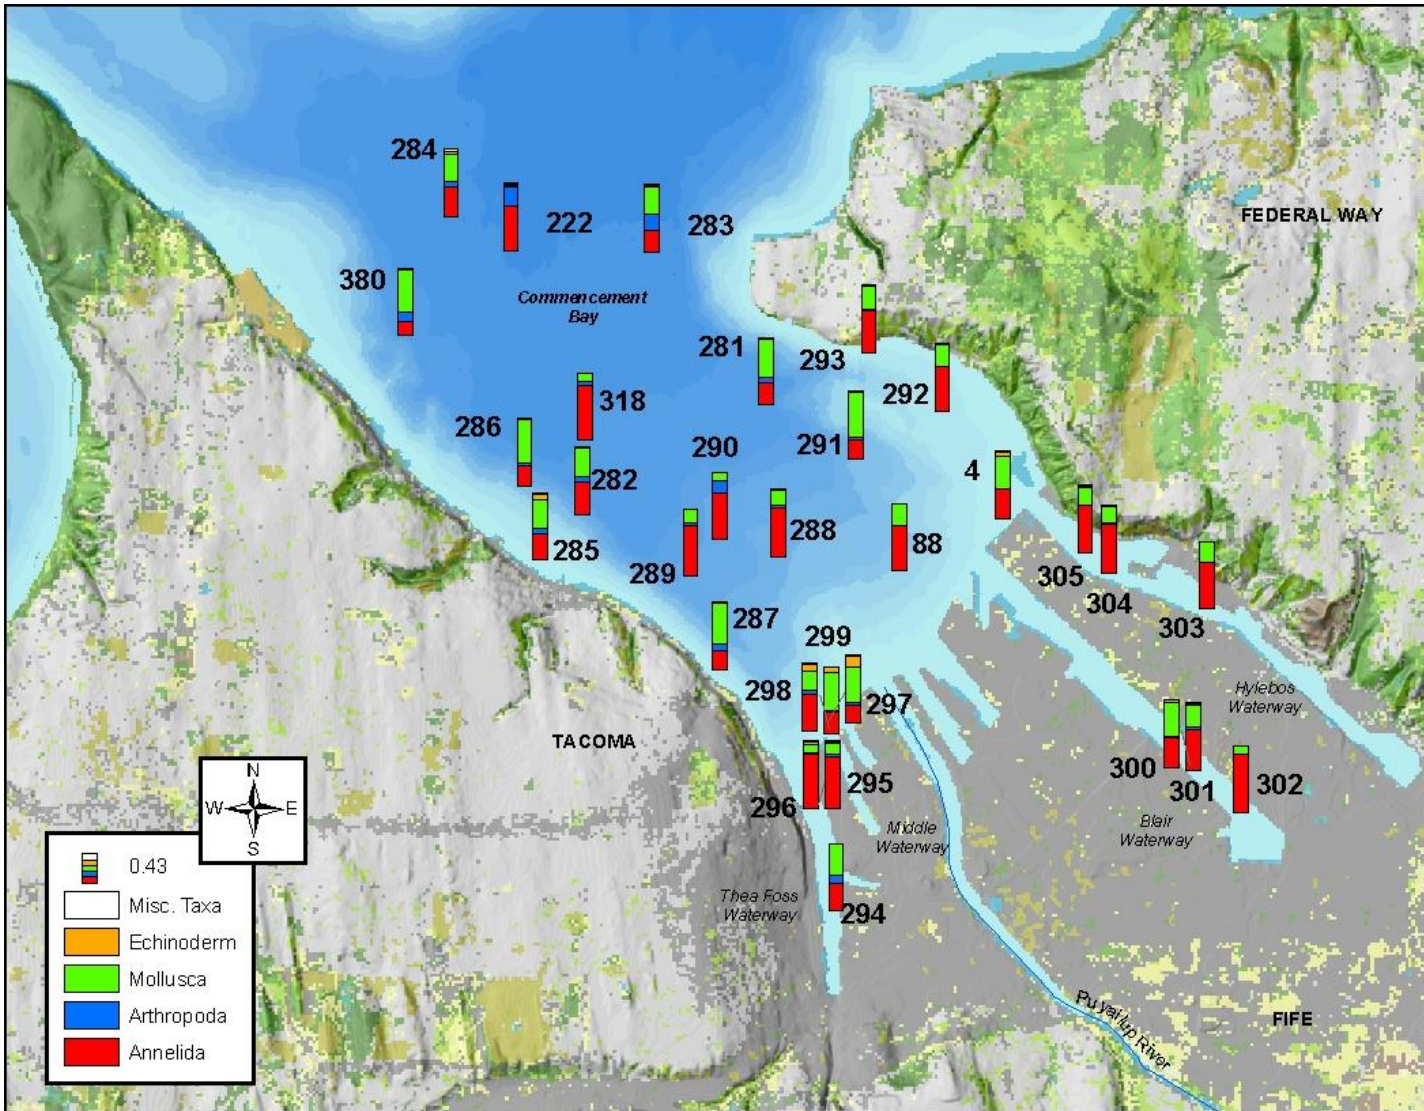 284
222
283
FEDERAL WAY
380
Commencement
Bay
281
293
292
318
286
290
291
282
4
285
288
88
289
305
304
303
287
299
298
297
Hylebos
Waterway
TACOMA
300
301
302
296
295
N
W
E
S
Middle
Waterway
Blair
Waterway
0.43
Misc. Taxa
Echinoderm
Mollusca
Arthropoda
Annelida
Thea Foss
Waterway
294
Puyallup River
FIFE